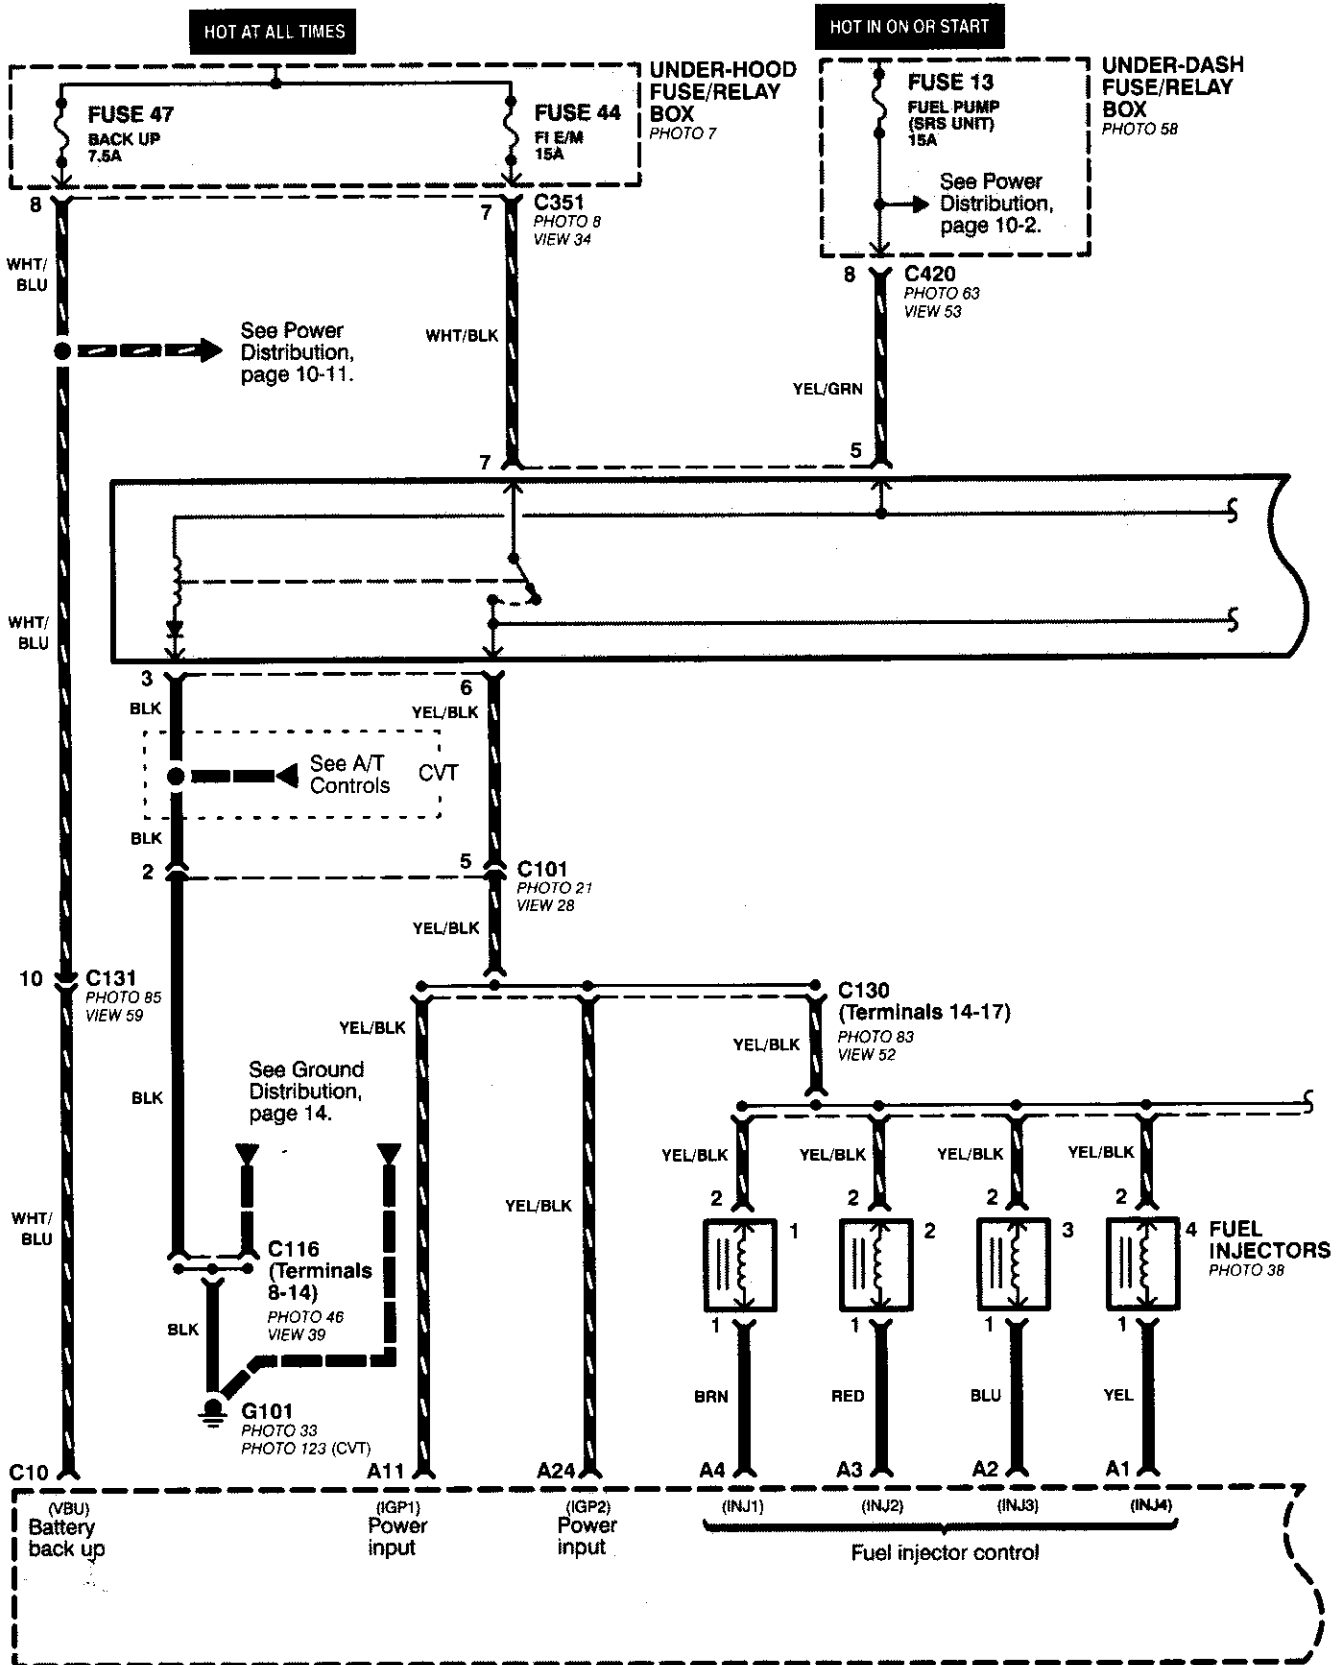 HOT AT ALL TIMES
HOT IN ON OR START
FUSE 47
BACK UP
7.5A
FUSE 44
FI E/M
15A
UNDER-HOOD
FUSE/RELAY
BOX
PHOTO 7
FUSE 13
FUEL PUMP
(SRS UNIT)
15A
See Power
Distribution,
page 10-2.
UNDER-DASH
FUSE/RELAY
BOX
PHOTO 58
8
7
C351
PHOTO 8
VIEW 34
8
C420
PHOTO 63
VIEW 53
WHT/
BLU
See Power
Distribution,
page 10-11.
WHT/BLK
YEL/GRN
7
5
WHT/
BLU
3
6
BLK
YEL/BLK
See A/T
Controls
CVT
BLK
2
5
C101
PHOTO 21
VIEW 28
YEL/BLK
10
C131
PHOTO 85
VIEW 59
C130
(Terminals 14-17)
PHOTO 83
VIEW 52
YEL/BLK
YEL/BLK
See Ground
Distribution,
page 14.
BLK
YEL/BLK
YEL/BLK
YEL/BLK
YEL/BLK
YEL/BLK
2
2
2
2
WHT/
BLU
1
2
3
4
FUEL
INJECTORS
PHOTO 38
C116
(Terminals
8-14)
PHOTO 46
VIEW 39
BLK
1
1
1
1
BRN
RED
BLU
YEL
G101
PHOTO 33
PHOTO 123 (CVT)
C10
A11
A24
A4
A3
A2
A1
(VBU)
Battery
back up
(IGP1)
Power
input
(IGP2)
Power
input
(INJ1)
(INJ2)
(INJ3)
(INJ4)
Fuel injector control